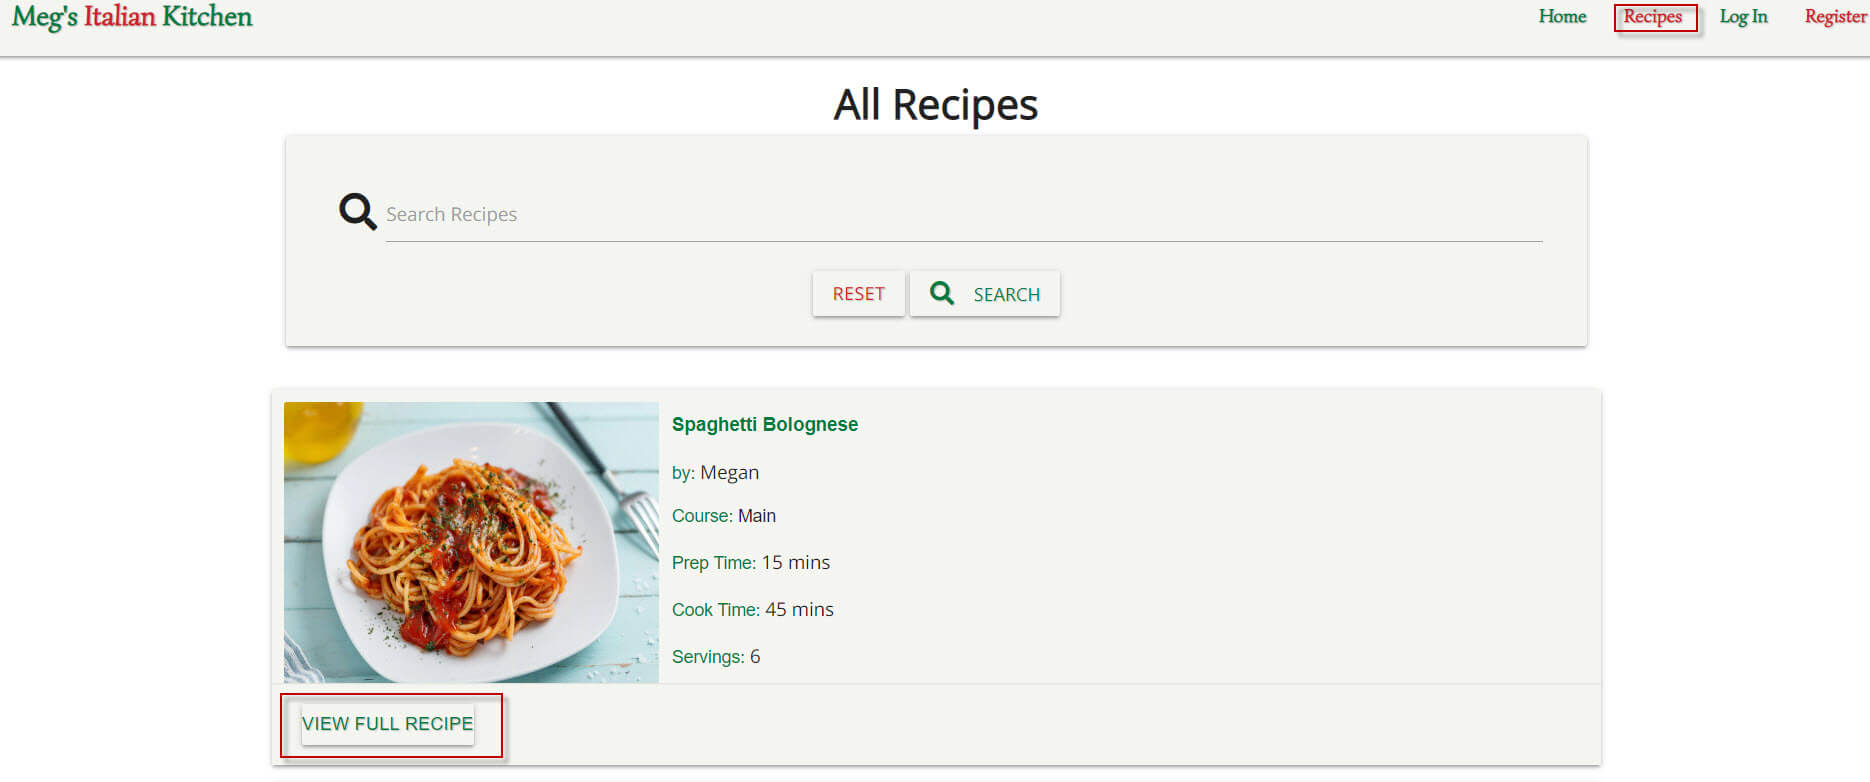 Meg's Italian Kitchen
Home Recipes Log In Register
All Recipes
Search Recipes
RESET SEARCH
Spaghetti Bolognese
by: Megan
Course: Main
Prep Time: 15 mins
Cook Time: 45 mins
Servings: 6
VIEW FULL RECIPE